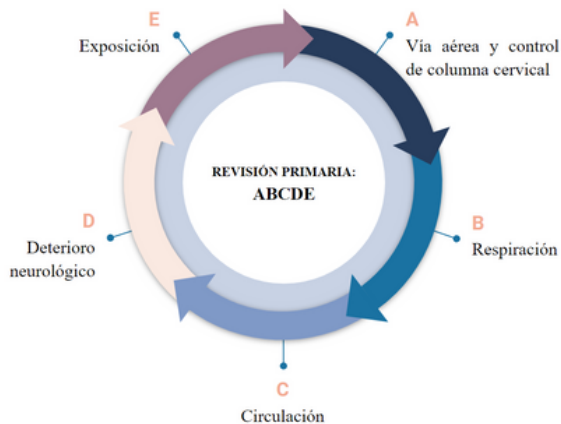 E
Exposición
A
Vía aérea y control
de columna cervical
REVISIÓN PRIMARIA:
ABCDE
D
Deterioro
neurológico
B
Respiración
C
Circulación